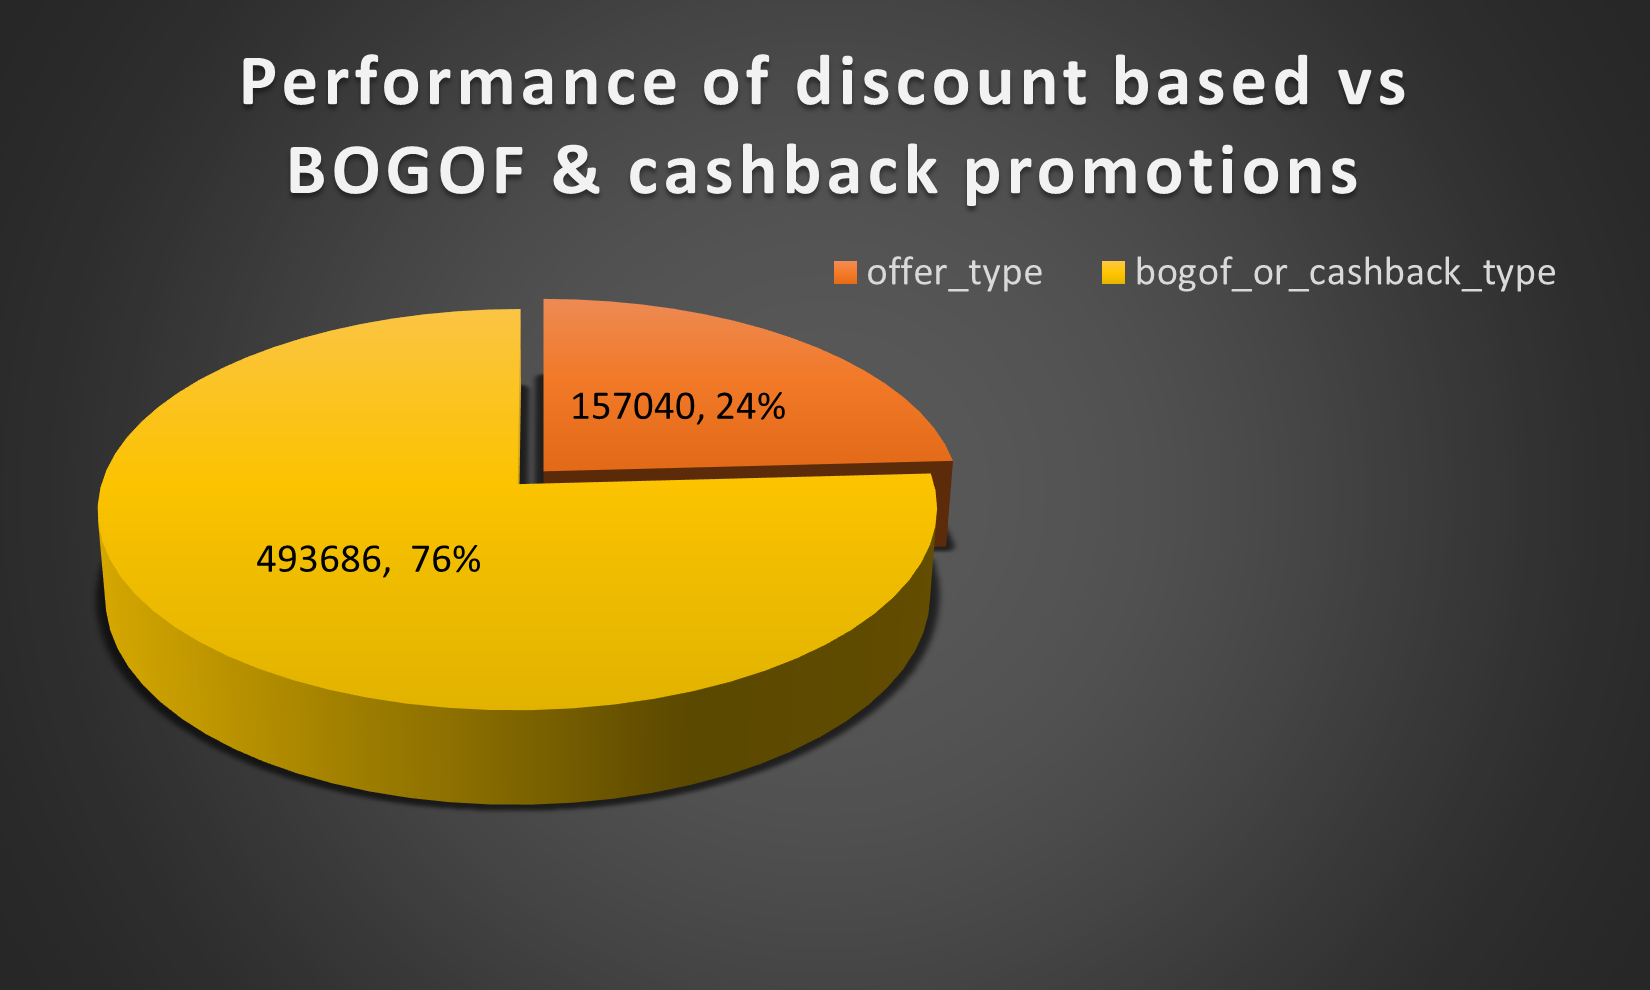 Performance of discount based vs
BOGOF & cashback promotions
offer_type bogof_or_cashback_type
157040, 24%
493686, 76%